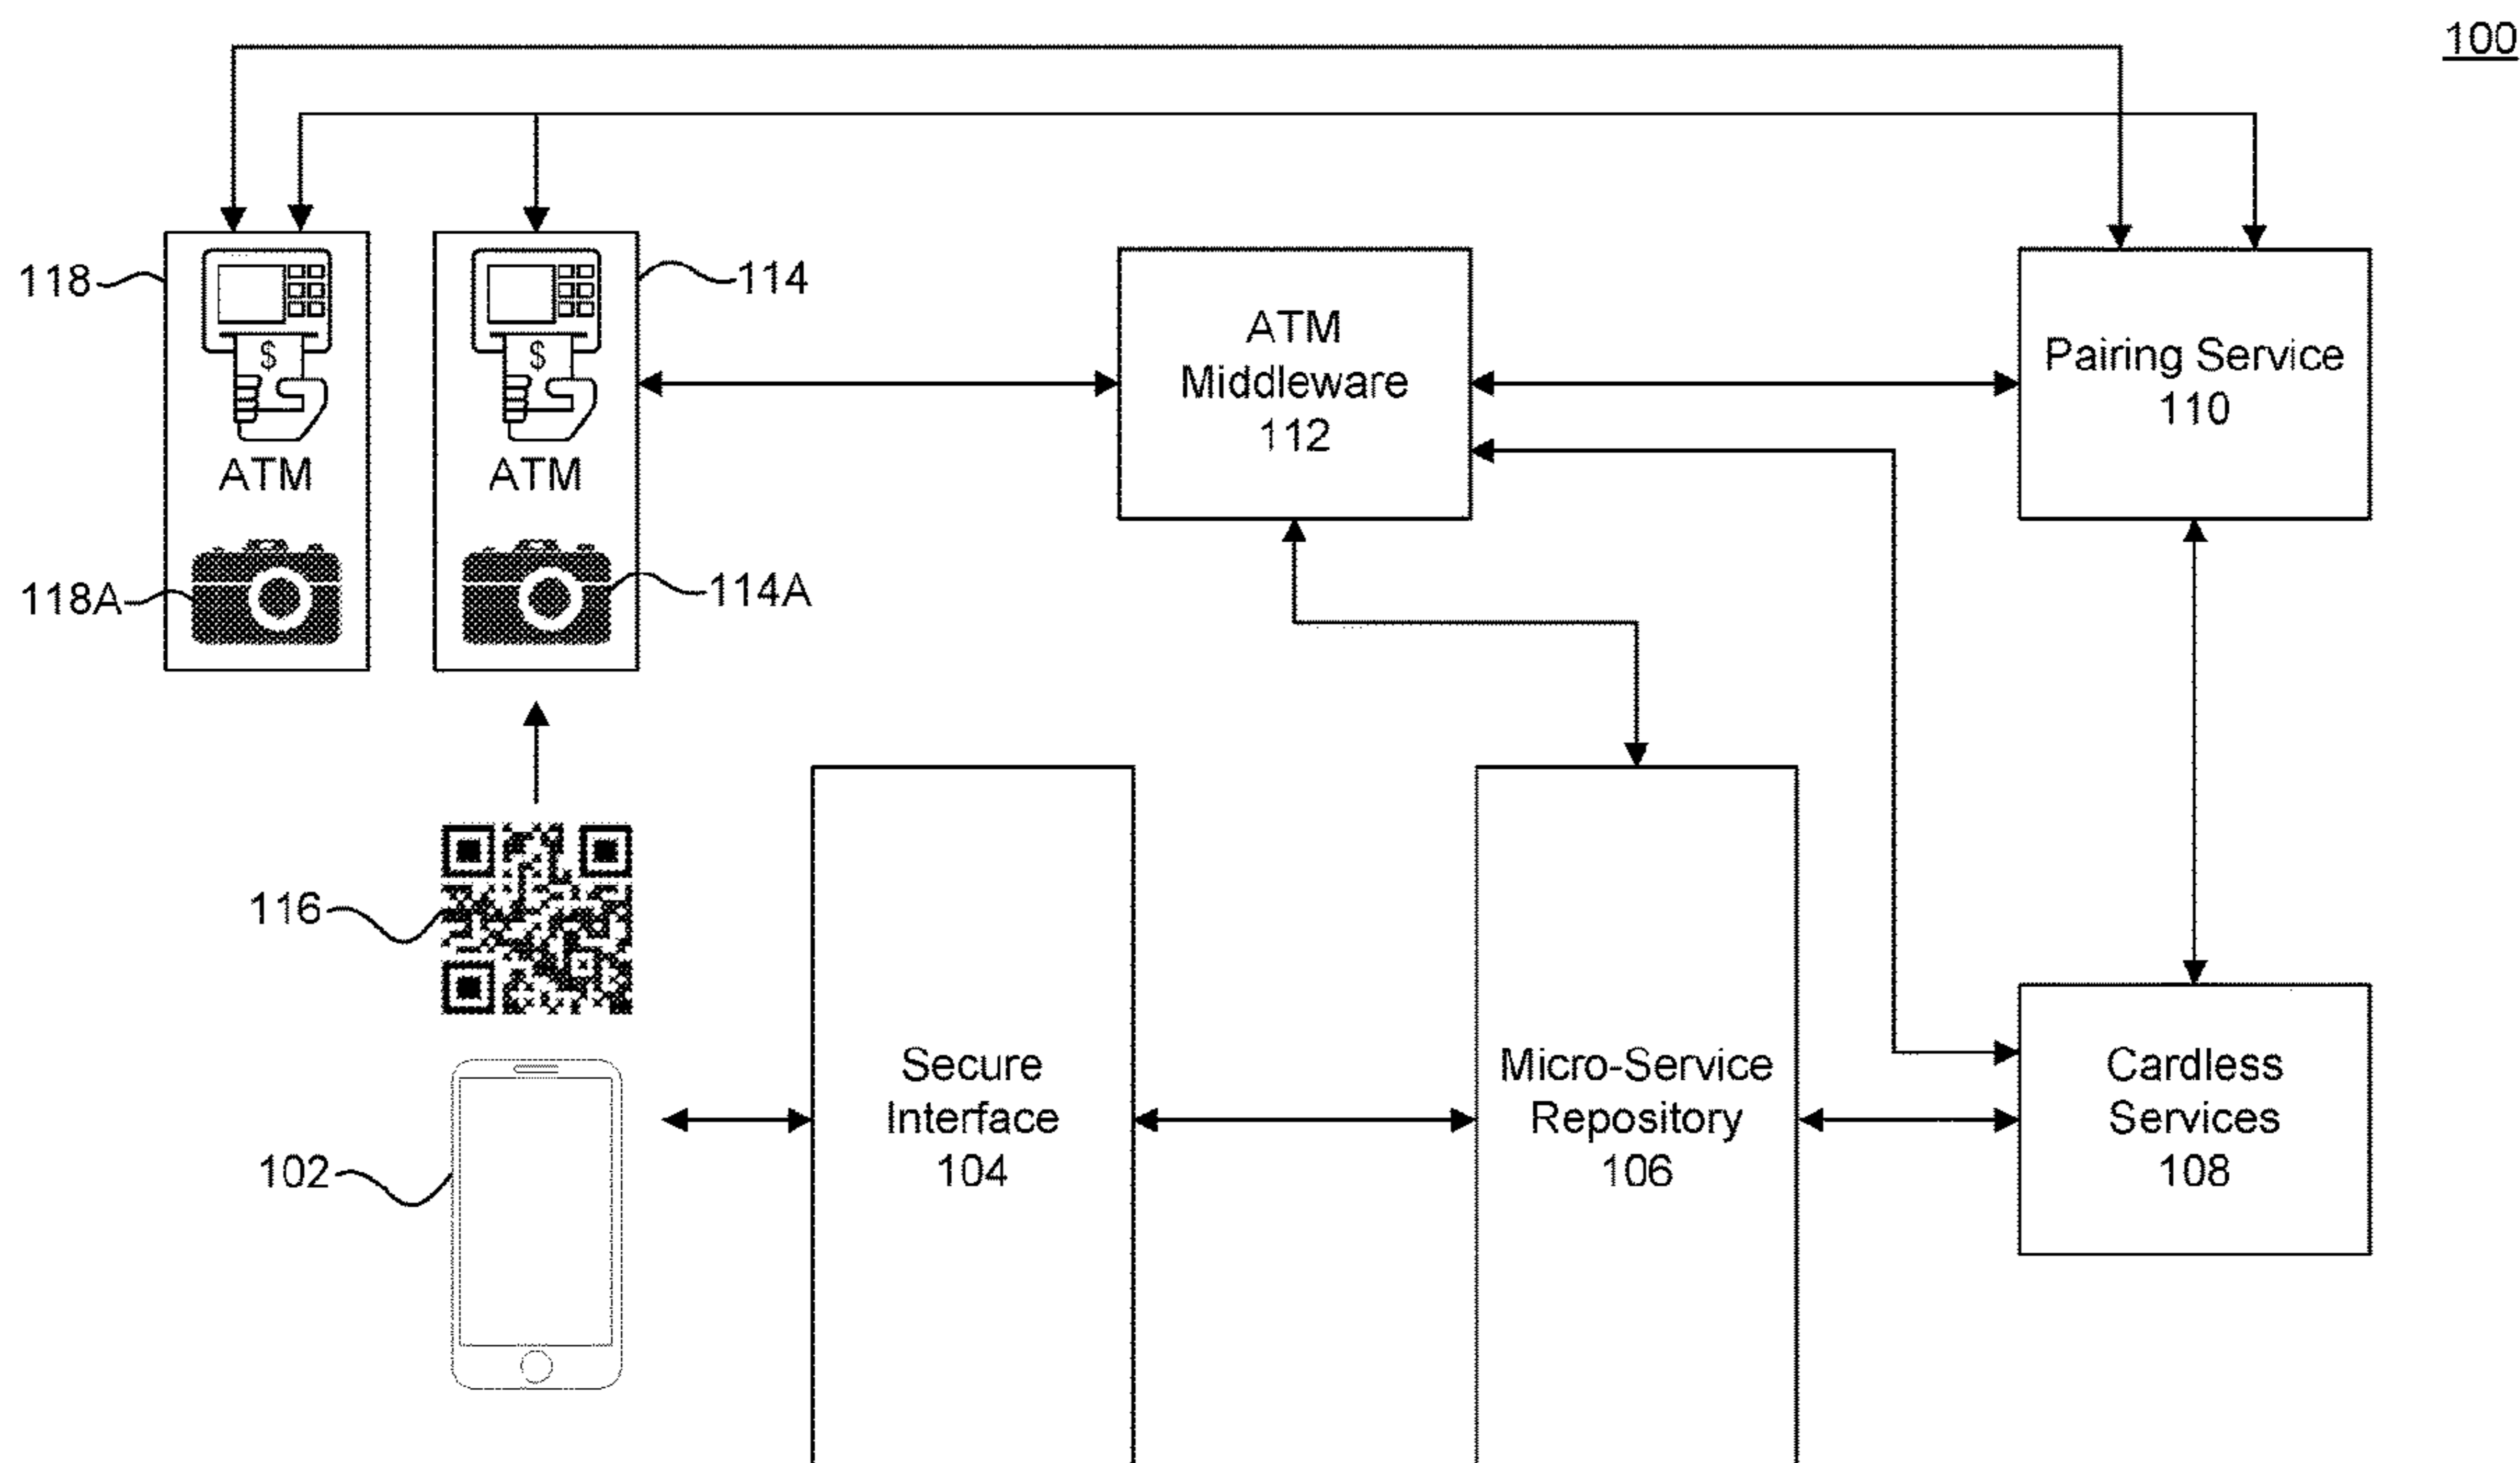 100
118
$
ATM
118A
$
ATM
114
114A
ATM
Middleware
112
Pairing Service
110
116
102
Secure
Interface
104
Micro-Service
Repository
106
Cardless
Services
108